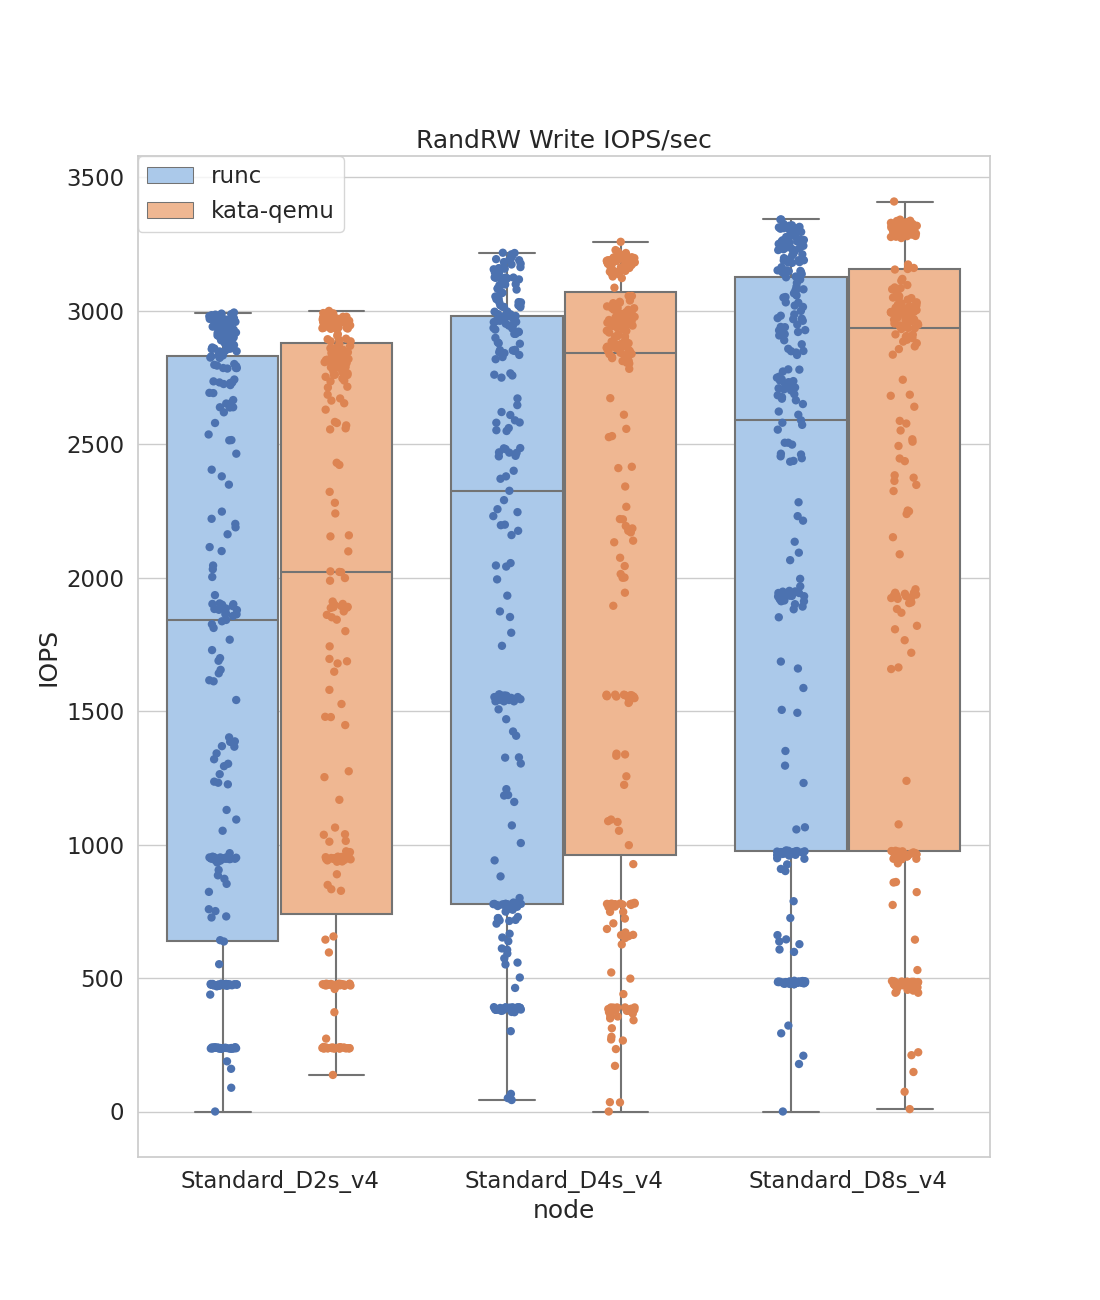 RandRW Write IOPS/sec
runc
kata-qemu
3500
3000
2500
2000
1500
1000
500
0
IOPS
Standard_D2s_v4
Standard_D4s_v4
Standard_D8s_v4
node